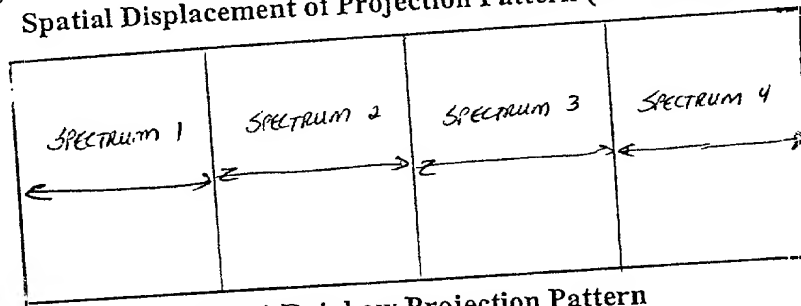 Spatial Displacement of Projection Pattern (
SPECTRUM 1 SPECTRUM 2 SPECTRUM 3 SPECTRUM 4
Rainbow Projection Pattern